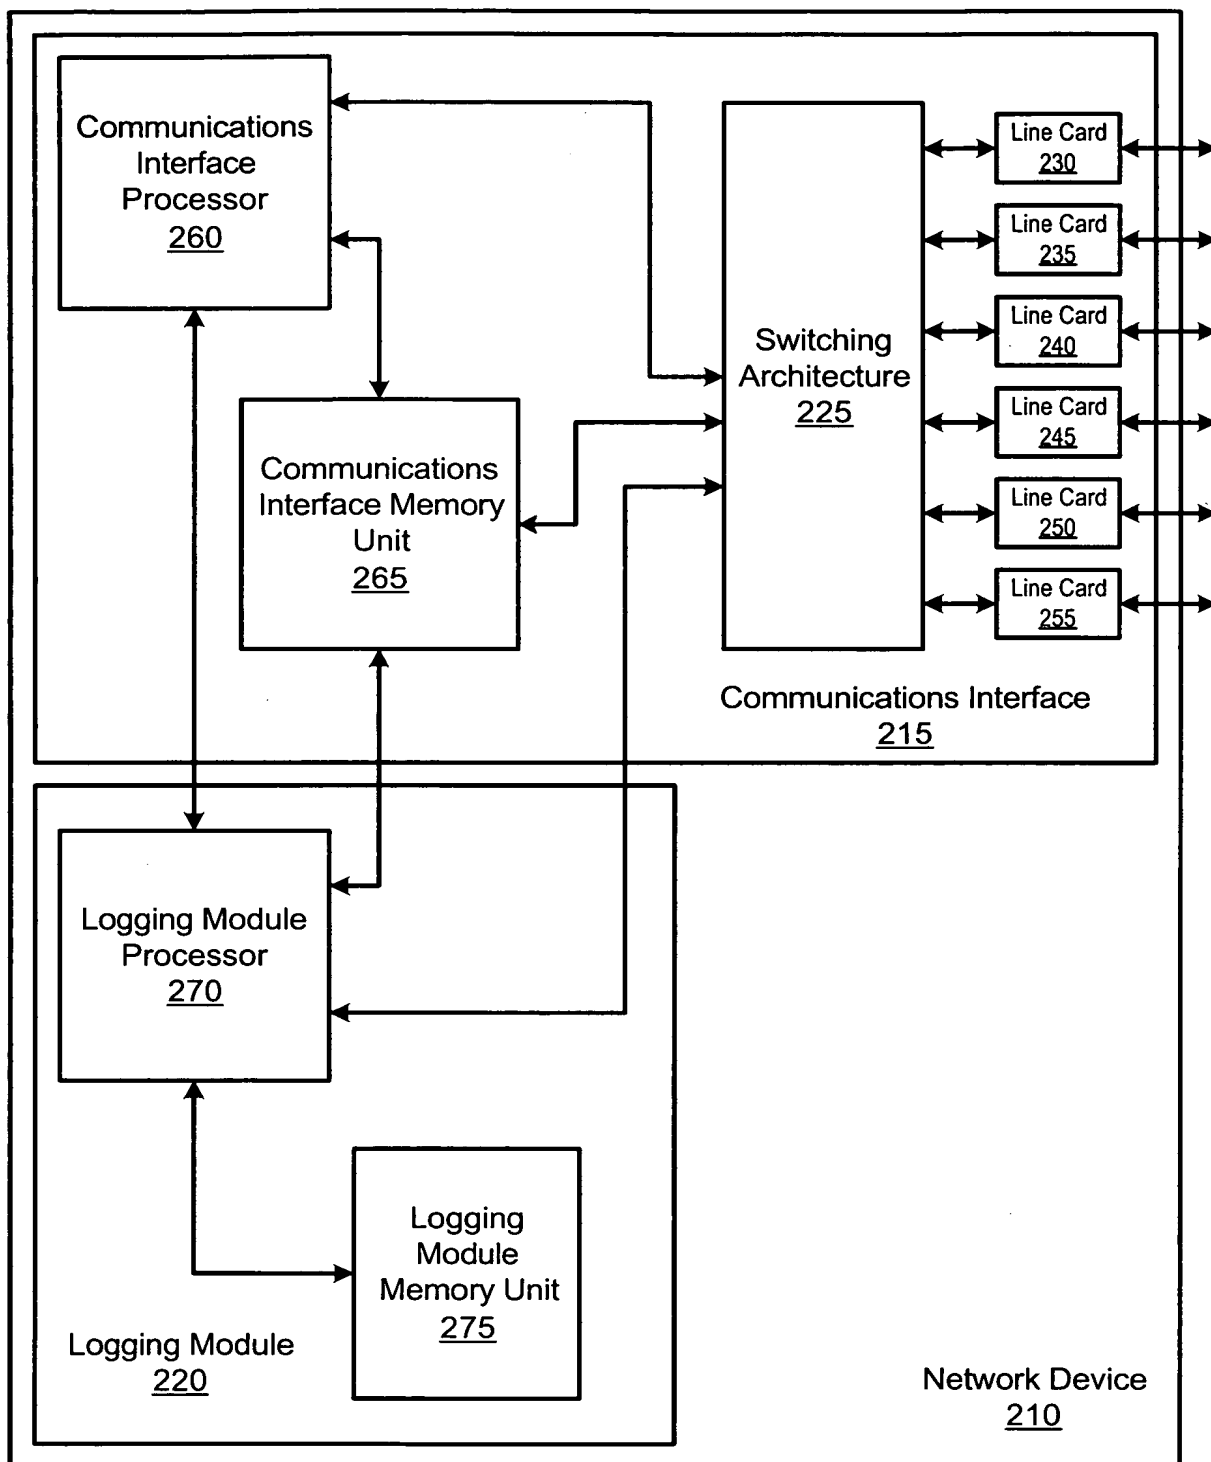 Communications
Interface
Processor
260
Communications
Interface Memory
Unit
265
Switching
Architecture
225
Line Card
230
Line Card
235
Line Card
240
Line Card
245
Line Card
250
Line Card
255
Communications Interface
215
Logging Module
Processor
270
Logging
Module
Memory Unit
275
Logging Module
220
Network Device
210